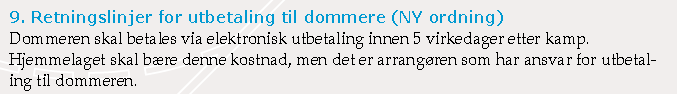 9. Retningslinjer for utbetaling til dommere (NY ordning)
Dommeren skal betales via elektronisk utbetaling innen 5 virkedager etter kamp.
Hjemmelaget skal bære denne kostnad, men det er arrangøren som har ansvar for utbetal-
ing til dommeren.